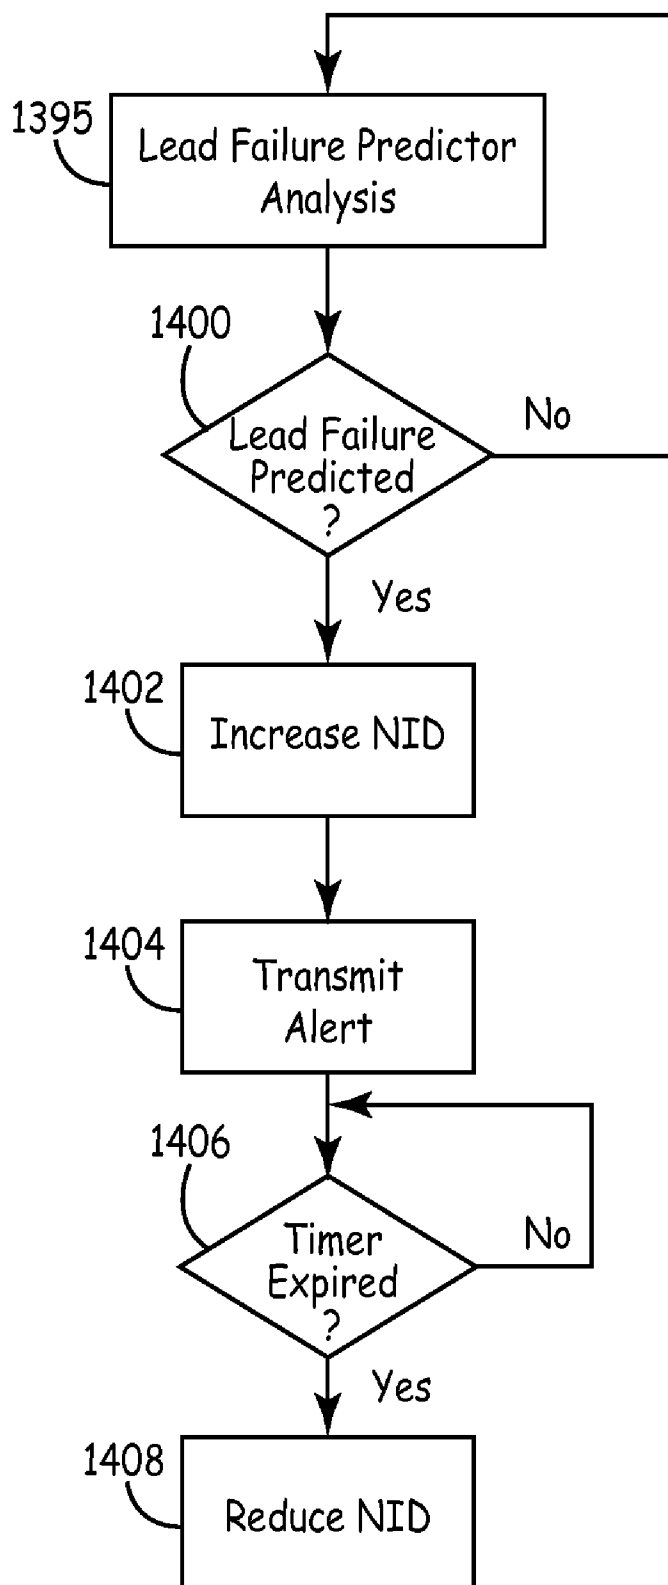 1395
Lead Failure Predictor
Analysis
1400
Lead Failure
Predicted
?
No
Yes
1402
Increase NID
1404
Transmit
Alert
1406
Timer
Expired
?
No
Yes
1408
Reduce NID